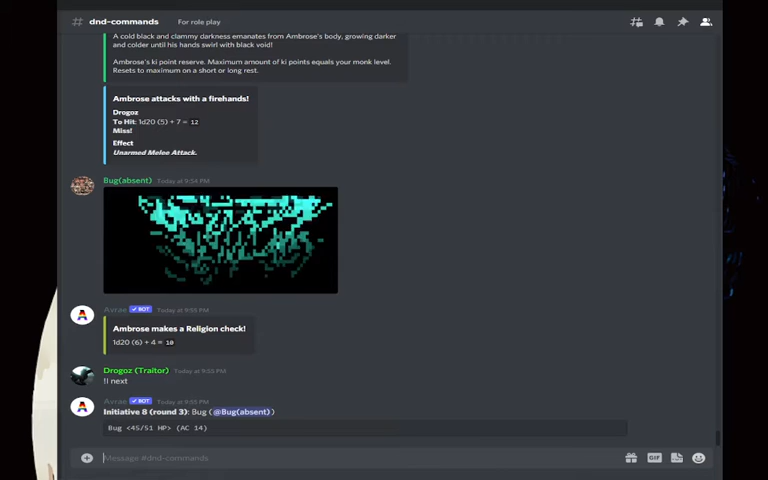 # dnd-commands For role play
A cold black and clammy darkness emanates from Ambrose's body, growing darker
and colder until his hands swirl with black void!
Ambrose's ki point reserve. Maximum amount of ki points equals your monk level.
Resets to maximum on a short or long rest.
Ambrose attacks with a firehands!
Drogoz
To Hit: 1d20 (5) + 7 = 12
Miss!
Effect
Unarmed Melee Attack.
Bug(absent) Today at 9:54 PM
Avrae BOT Today at 9:55 PM
Ambrose makes a Religion check!
1d20 (6) + 4 = 10
Drogoz (Traitor) Today at 9:55 PM
!i next
Avrae BOT Today at 9:55 PM
Initiative 8 (round 3): Bug (@Bug(absent))
Bug <45/51 HP> (AC 14)
Message #dnd-commands
GIF